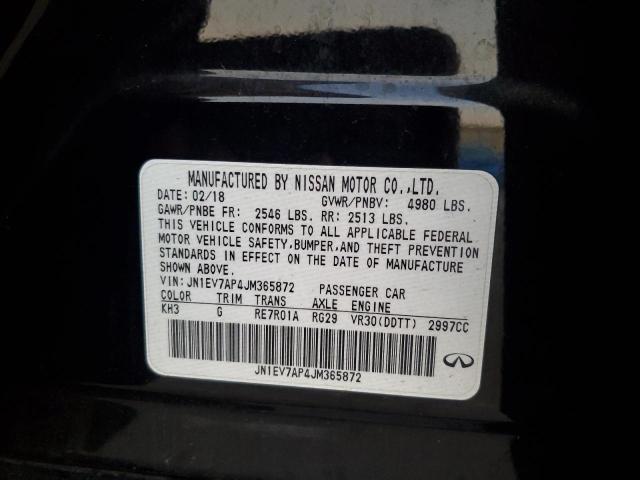 MANUFACTURED BY NISSAN MOTOR CO.,LTD.
DATE: 02/18 GVWR/PNBV: 4980 LBS.
GAWR/PNBE FR: 2546 LBS. RR: 2513 LBS.
THIS VEHICLE CONFORMS TO ALL APPLICABLE FEDERAL
MOTOR VEHICLE SAFETY,BUMPER,AND THEFT PREVENTION
STANDARDS IN EFFECT ON THE DATE OF MANUFACTURE
SHOWN ABOVE.
VIN: JN1EV7AP4JM365872 PASSENGER CAR
COLOR TRIM TRANS AXLE ENGINE
KH3 G RE7R01A RG29 VR30(DDTT) 2997CC
JN1EV7AP4JM365872